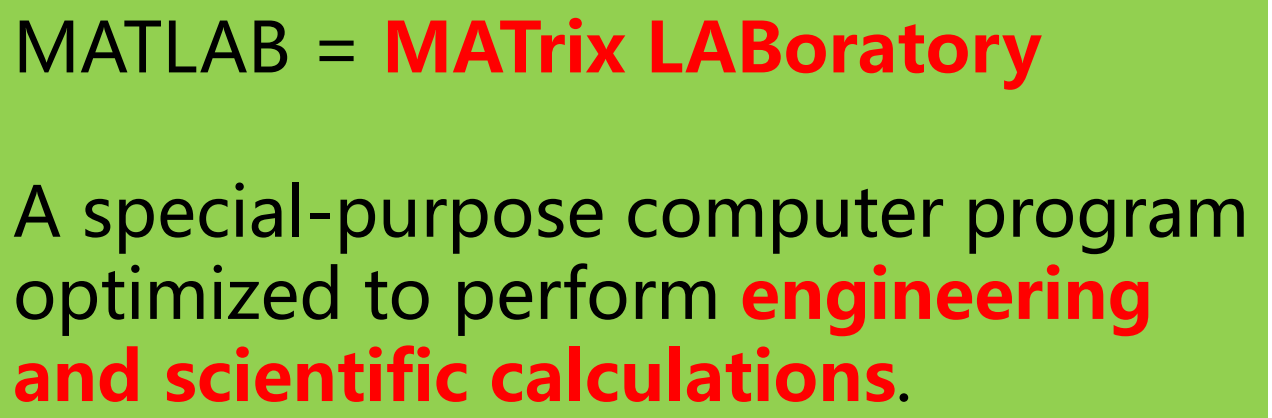 MATLAB = MATrix LABoratory
A special-purpose computer program
optimized to perform engineering
and scientific calculations.